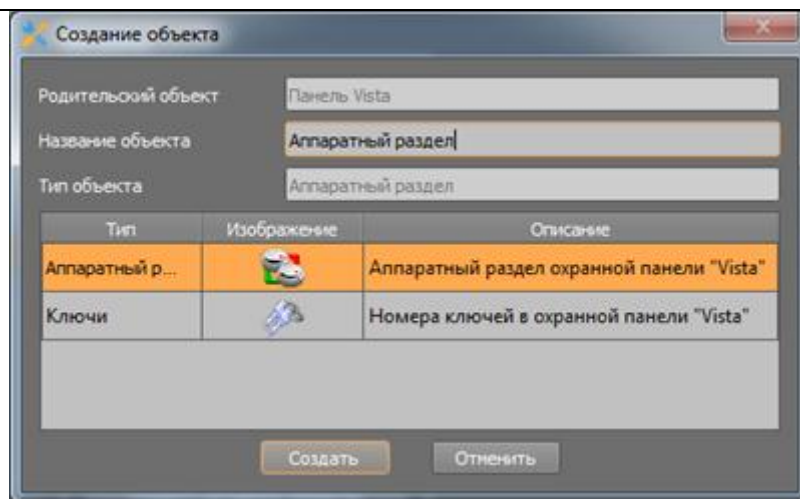 Создание объекта
Родительский объект Панель Vista
Название объекта Аппаратный раздел
Тип объекта Аппаратный раздел
Тип Изображение Описание
Аппаратный р... Аппаратный раздел охранной панели "Vista"
Ключи Номера ключей в охранной панели "Vista"
Создать Отменить